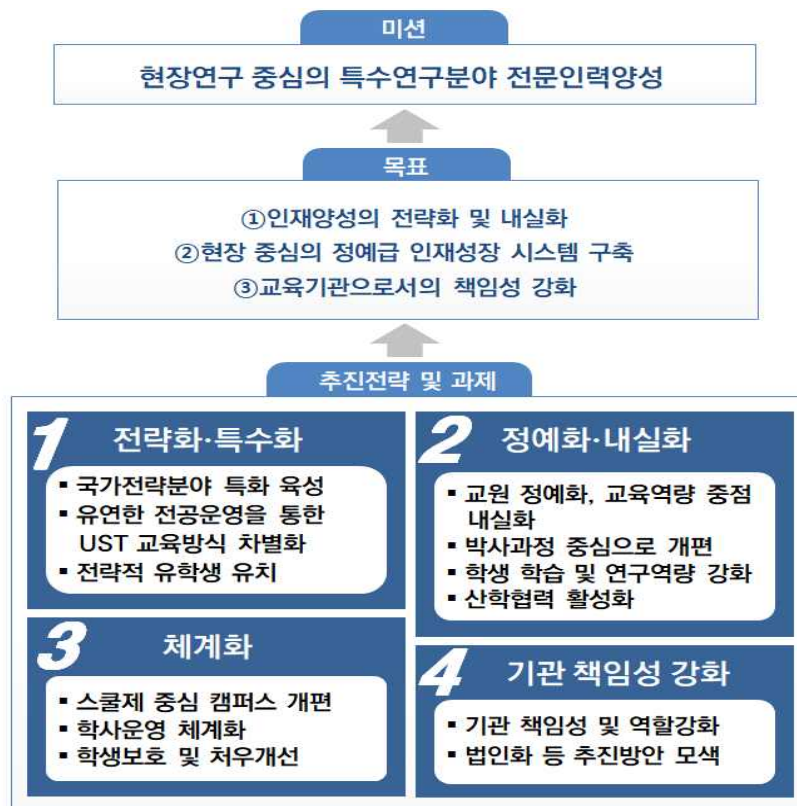 미션
현장연구 중심의 특수연구분야 전문인력양성
목표
①인재양성의 전략화 및 내실화
②현장 중심의 정예급 인재성장 시스템 구축
③교육기관으로서의 책임성 강화
추진전략 및 과제
1 전략화·특수화
▪ 국가전략분야 특화 육성
▪ 유연한 전공운영을 통한
UST 교육방식 차별화
▪ 전략적 유학생 유치
2 정예화·내실화
▪ 교원 정예화, 교육역량 중점
내실화
▪ 박사과정 중심으로 개편
▪ 학생 학습 및 연구역량 강화
▪ 산학협력 활성화
3 체계화
▪ 스쿨제 중심 캠퍼스 개편
▪ 학사운영 체계화
▪ 학생보호 및 처우개선
4 기관 책임성 강화
▪ 기관 책임성 및 역할강화
▪ 법인화 등 추진방안 모색